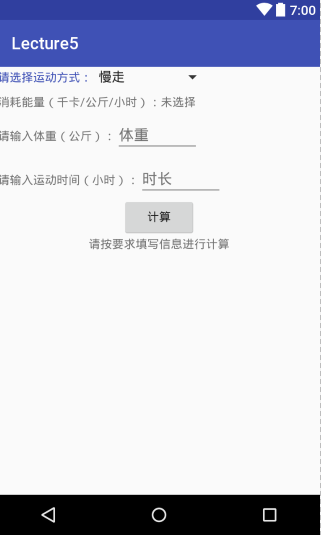 7:00
Lecture5
请选择运动方式： 慢走
消耗能量（千卡/公斤/小时）：未选择
请输入体重（公斤）： 体重
请输入运动时间（小时）： 时长
计算
请按要求填写信息进行计算